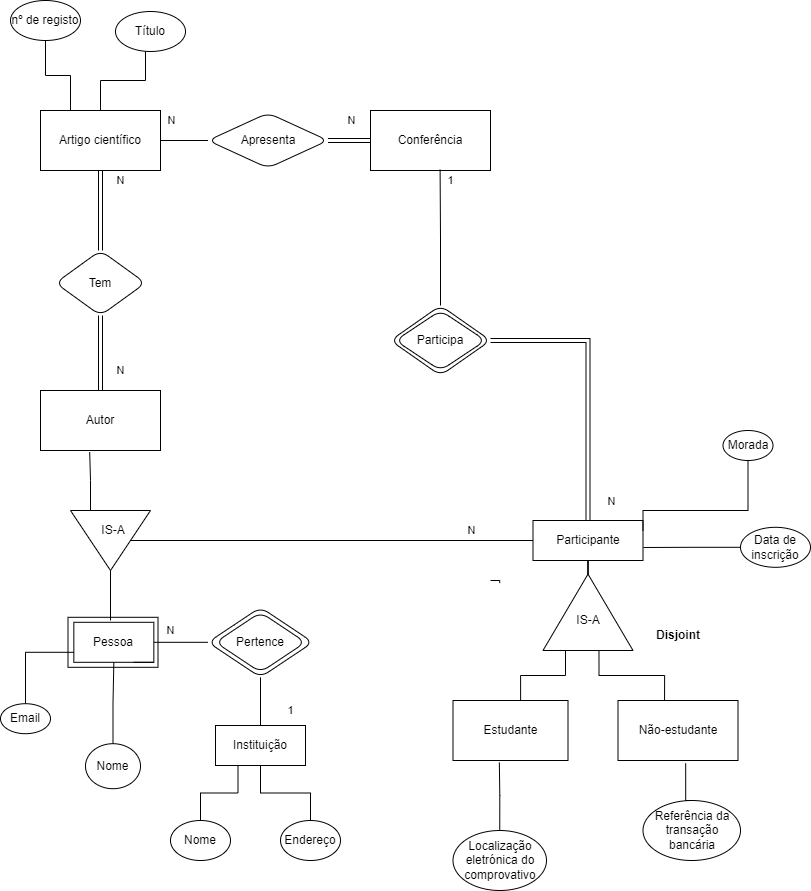 nº de registo
Título
Artigo científico
N
Apresenta
N
Conferência
N
1
Tem
Participa
N
Autor
Morada
N
IS-A
N
Participante
Data de
inscrição
IS-A
Disjoint
Pessoa
N
Pertence
Email
1
Estudante
Não-estudante
Instituição
Nome
Nome
Endereço
Localização
eletrónica do
comprovativo
Referência da
transação
bancária